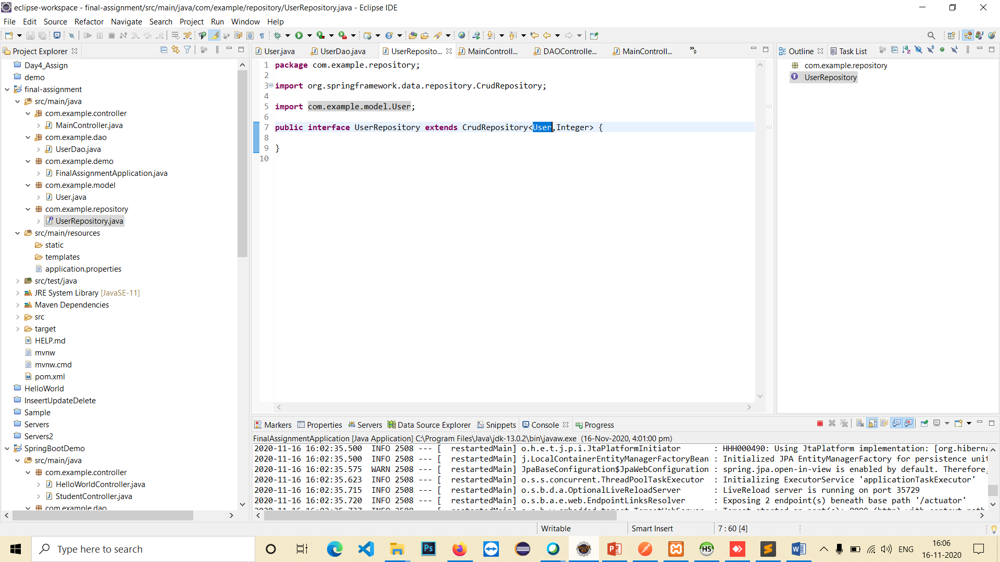 eclipse-workspace - final-assignment/src/main/java/com/example/repository/UserRepository.java - Eclipse IDE
File Edit Source Refactor Navigate Search Project Run Window Help
Project Explorer
Day4_Assign
demo
final-assignment
src/main/java
com.example.controller
MainController.java
com.example.dao
UserDao.java
com.example.demo
FinalAssignmentApplication.java
com.example.model
User.java
com.example.repository
UserRepository.java
src/main/resources
static
templates
application.properties
src/test/java
JRE System Library [JavaSE-11]
Maven Dependencies
src
target
HELP.md
mvnw
mvnw.cmd
pom.xml
HelloWorld
InseertUpdateDelete
Sample
Servers
Servers2
SpringBootDemo
src/main/java
com.example.controller
HelloWorldController.java
StudentController.java
com.example.dao
User.java UserDao.java UserReposito... MainControll... DAOControlle... MainControll... »9
1 package com.example.repository;
2
3 import org.springframework.data.repository.CrudRepository;
4
5 import com.example.model.User;
6
7 public interface UserRepository extends CrudRepository<User,Integer> {
8
9 }
10
Outline Task List
com.example.repository
UserRepository
Markers Properties Servers Data Source Explorer Snippets Console Progress
FinalAssignmentApplication [Java Application] C:\Program Files\Java\jdk-13.0.2\bin\javaw.exe (16-Nov-2020, 4:01:00 pm)
2020-11-16 16:02:35.500 INFO 2508 --- [ restartedMain] o.h.e.t.j.p.i.JtaPlatformInitiator : HHH000490: Using JtaPlatform implementation: [org.hiberna
2020-11-16 16:02:35.500 INFO 2508 --- [ restartedMain] j.LocalContainerEntityManagerFactoryBean : Initialized JPA EntityManagerFactory for persistence unit
2020-11-16 16:02:35.575 WARN 2508 --- [ restartedMain] JpaBaseConfiguration$JpaWebConfiguration : spring.jpa.open-in-view is enabled by default. Therefore,
2020-11-16 16:02:35.623 INFO 2508 --- [ restartedMain] o.s.s.concurrent.ThreadPoolTaskExecutor : Initializing ExecutorService 'applicationTaskExecutor'
2020-11-16 16:02:35.715 INFO 2508 --- [ restartedMain] o.s.b.d.a.OptionalLiveReloadServer : LiveReload server is running on port 35729
2020-11-16 16:02:35.720 INFO 2508 --- [ restartedMain] o.s.b.a.e.web.EndpointLinksResolver : Exposing 2 endpoint(s) beneath base path '/actuator'
Writable Smart Insert 7 : 60 [4]
Type here to search
ENG
16:06
16-11-2020